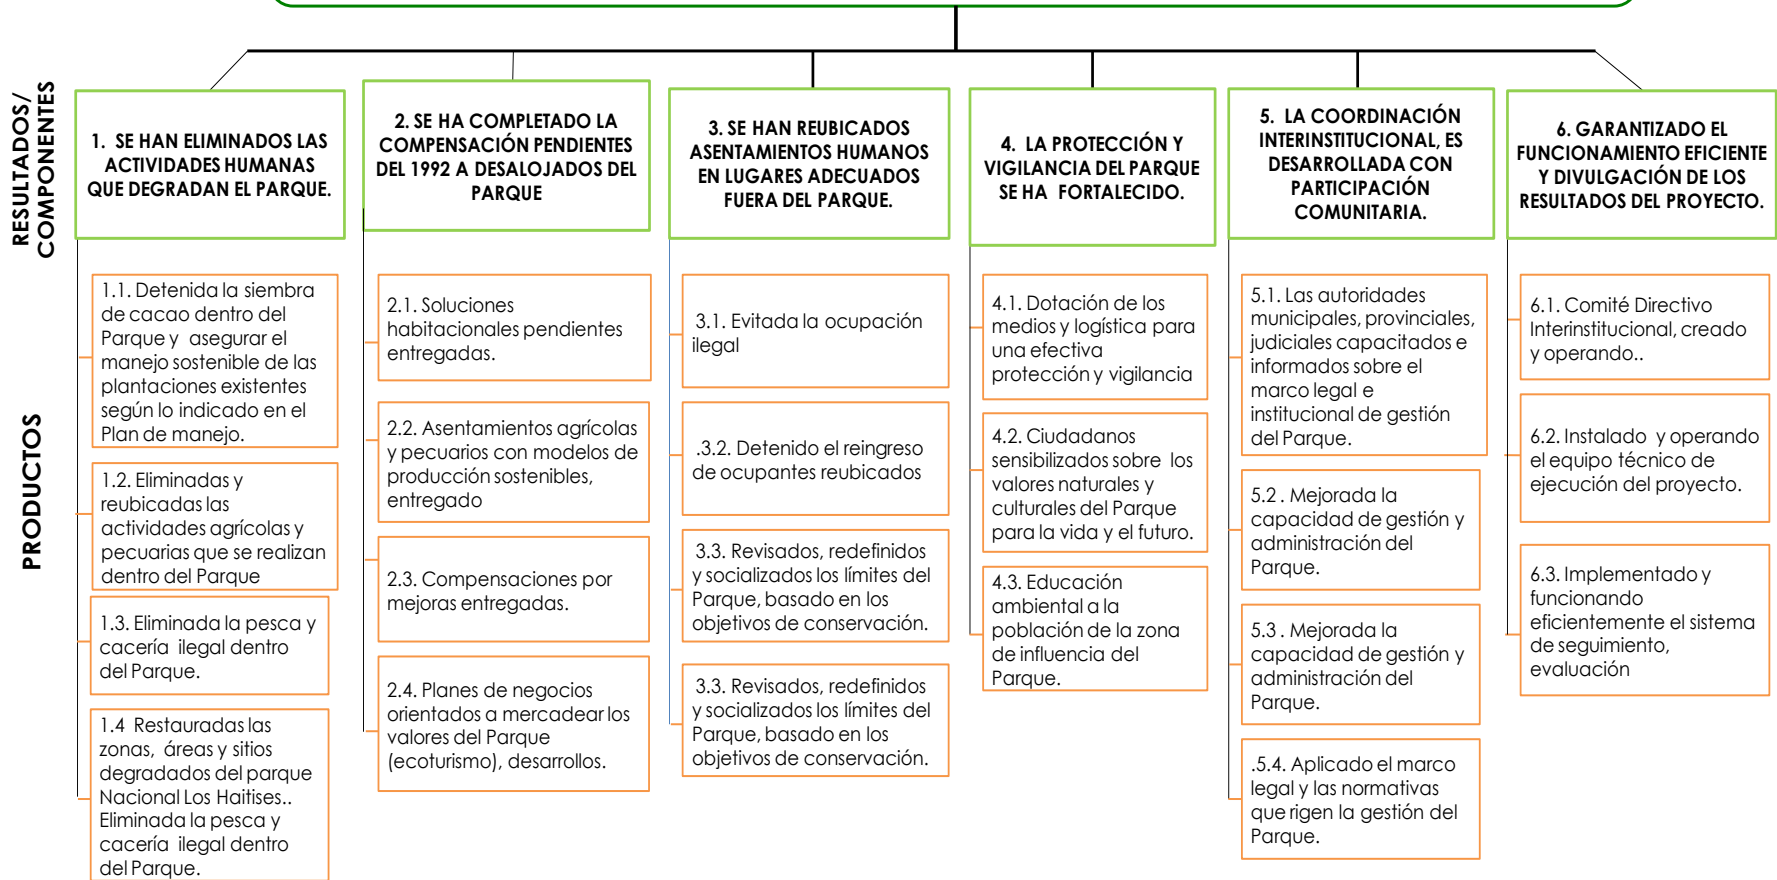 RESULTADOS/
COMPONENTES
1. SE HAN ELIMINADOS LAS
ACTIVIDADES HUMANAS
QUE DEGRADAN EL PARQUE.
2. SE HA COMPLETADO LA
COMPENSACIÓN PENDIENTES
DEL 1992 A DESALOJADOS DEL
PARQUE
3. SE HAN REUBICADOS
ASENTAMIENTOS HUMANOS
EN LUGARES ADECUADOS
FUERA DEL PARQUE.
4. LA PROTECCIÓN Y
VIGILANCIA DEL PARQUE
SE HA FORTALECIDO.
5. LA COORDINACIÓN
INTERINSTITUCIONAL, ES
DESARROLLADA CON
PARTICIPACIÓN
COMUNITARIA.
6. GARANTIZADO EL
FUNCIONAMIENTO EFICIENTE
Y DIVULGACIÓN DE LOS
RESULTADOS DEL PROYECTO.
PRODUCTOS
1.1. Detenida la siembra
de cacao dentro del
Parque y asegurar el
manejo sostenible de las
plantaciones existentes
según lo indicado en el
Plan de manejo.
1.2. Eliminadas y
reubicadas las
actividades agrícolas y
pecuarias que se realizan
dentro del Parque
1.3. Eliminada la pesca y
cacería ilegal dentro
del Parque.
1.4 Restauradas las
zonas, áreas y sitios
degradados del parque
Nacional Los Haitises..
Eliminada la pesca y
cacería ilegal dentro
del Parque.
2.1. Soluciones
habitacionales pendientes
entregadas.
2.2. Asentamientos agrícolas
y pecuarios con modelos de
producción sostenibles,
entregado
2.3. Compensaciones por
mejoras entregadas.
2.4. Planes de negocios
orientados a mercadear los
valores del Parque
(ecoturismo), desarrollos.
3.1. Evitada la ocupación
ilegal
.3.2. Detenido el reingreso
de ocupantes reubicados
3.3. Revisados, redefinidos
y socializados los límites del
Parque, basado en los
objetivos de conservación.
3.3. Revisados, redefinidos
y socializados los límites del
Parque, basado en los
objetivos de conservación.
4.1. Dotación de los
medios y logística para
una efectiva
protección y vigilancia
4.2. Ciudadanos
sensibilizados sobre los
valores naturales y
culturales del Parque
para la vida y el futuro.
4.3. Educación
ambiental a la
población de la zona
de influencia del
Parque.
5.1. Las autoridades
municipales, provinciales,
judiciales capacitados e
informados sobre el
marco legal e
institucional de gestión
del Parque.
5.2 . Mejorada la
capacidad de gestión y
administración del
Parque.
5.3 . Mejorada la
capacidad de gestión y
administración del
Parque.
.5.4. Aplicado el marco
legal y las normativas
que rigen la gestión del
Parque.
6.1. Comité Directivo
Interinstitucional, creado
y operando..
6.2. Instalado y operando
el equipo técnico de
ejecución del proyecto.
6.3. Implementado y
funcionando
eficientemente el sistema
de seguimiento,
evaluación